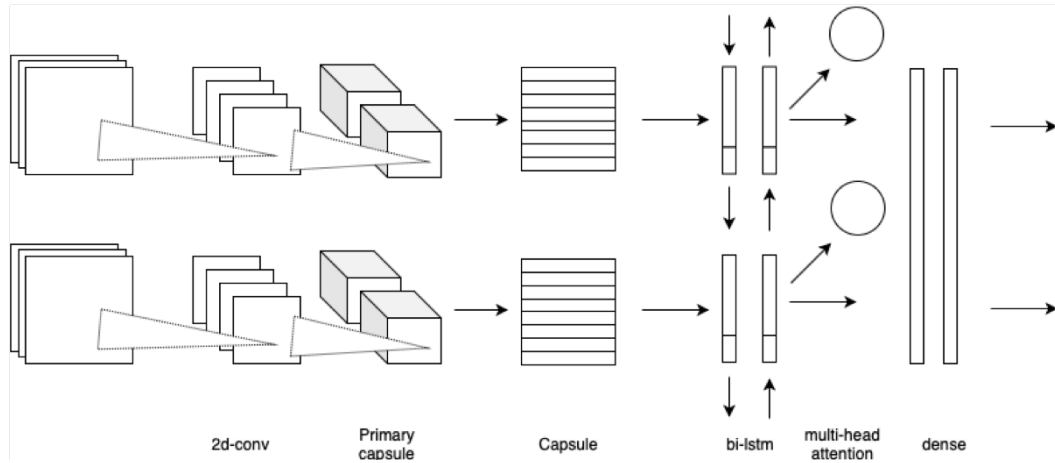 2d-conv
Primary
capsule
Capsule
bi-lstm
multi-head
attention
dense